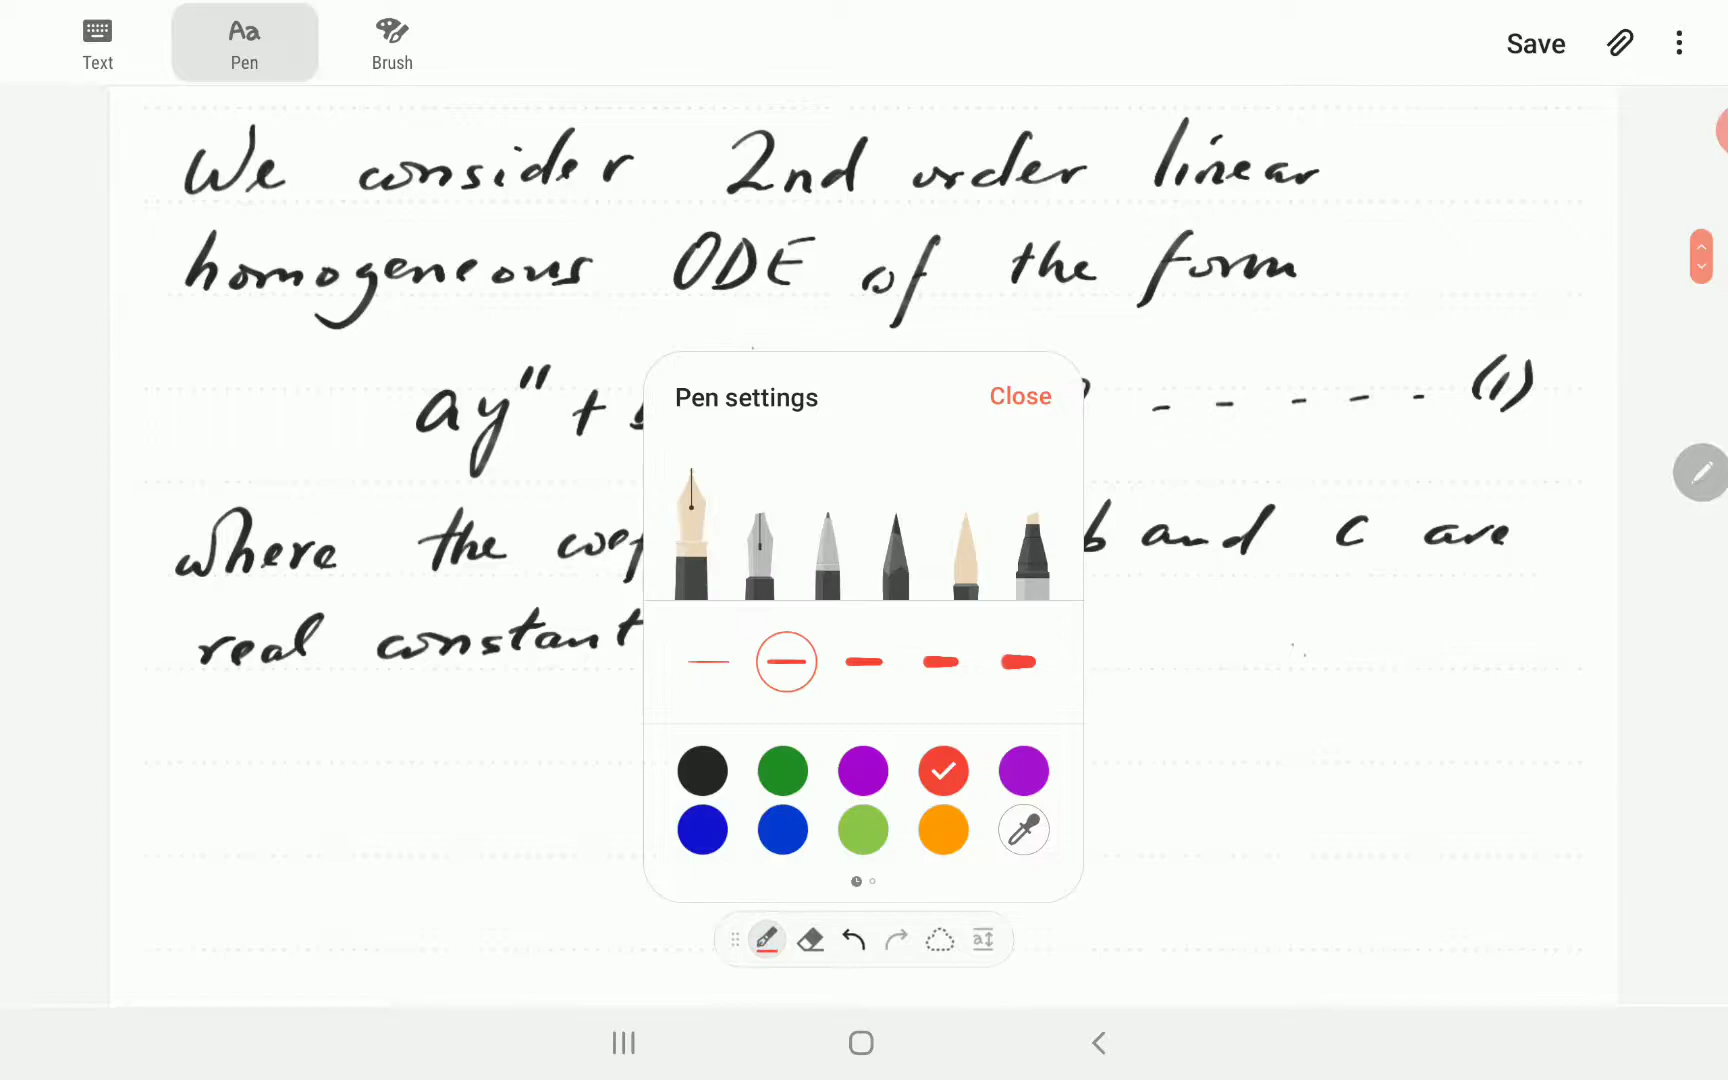 Text
Aa
Pen
Brush
Save
We consider 2nd order linear
homogeneous ODE of the form
ay" + - - - - - (1)
Pen settings
Close
where the b and c are
real constant